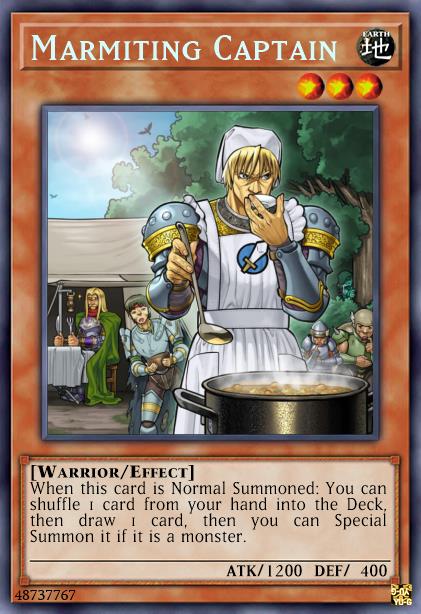 MARMITING CAPTAIN
EARTH
地
[WARRIOR/EFFECT]
When this card is Normal Summoned: You can
shuffle 1 card from your hand into the Deck,
then draw 1 card, then you can Special
Summon it if it is a monster.
ATK/1200 DEF/ 400
48737767